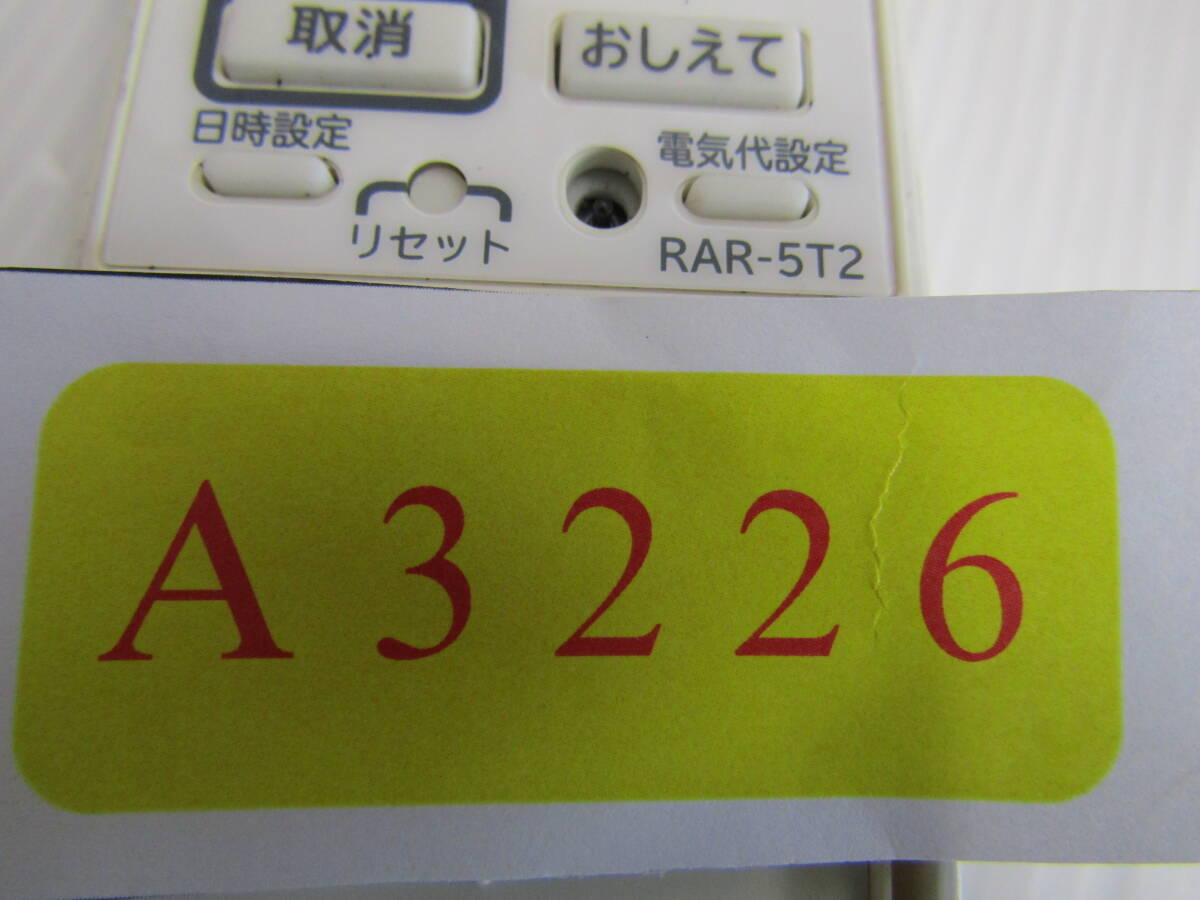 取消
おしえて
日時設定
電気代設定
リセット
RAR-5T2
A3226